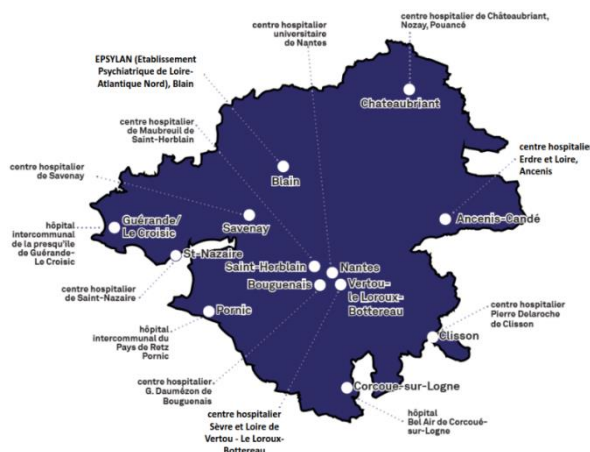 centre hospitalier
universitaire
de Nantes
centre hospitalier de Châteaubriant,
Nozay, Pouancé
EPSYLAN (Etablissement
Psychiatrique de Loire-
Atlantique Nord), Blain
centre hospitalier
de Maubreuil de
Saint-Herblain
Chateaubriant
centre hospitalier
Erdre et Loire,
Ancenis
centre hospitalier
de Savenay
Blain
Guérande/
Le Croisic
Savenay
Ancenis-Candé
hôpital
intercommunal
de la presqu'île de
Guérande-
Le Croisic
St-Nazaire
Saint-Herblain
Nantes
Bouguenais
Vertou-
le Loroux-
Bottereau
centre hospitalier
de Saint-Nazaire
Pornic
centre hospitalier
Pierre Delaroche
de Clisson
Clisson
hôpital
intercommunal du
Pays de Retz
Pornic
centre hospitalier
G. Daumézon de
Bouguenais
Corcoue-sur-Logne
centre hospitalier
Sèvre et Loire de
Vertou - Le Loroux-
Bottereau
hôpital
Bel Air de Corcoué-
sur-Logne